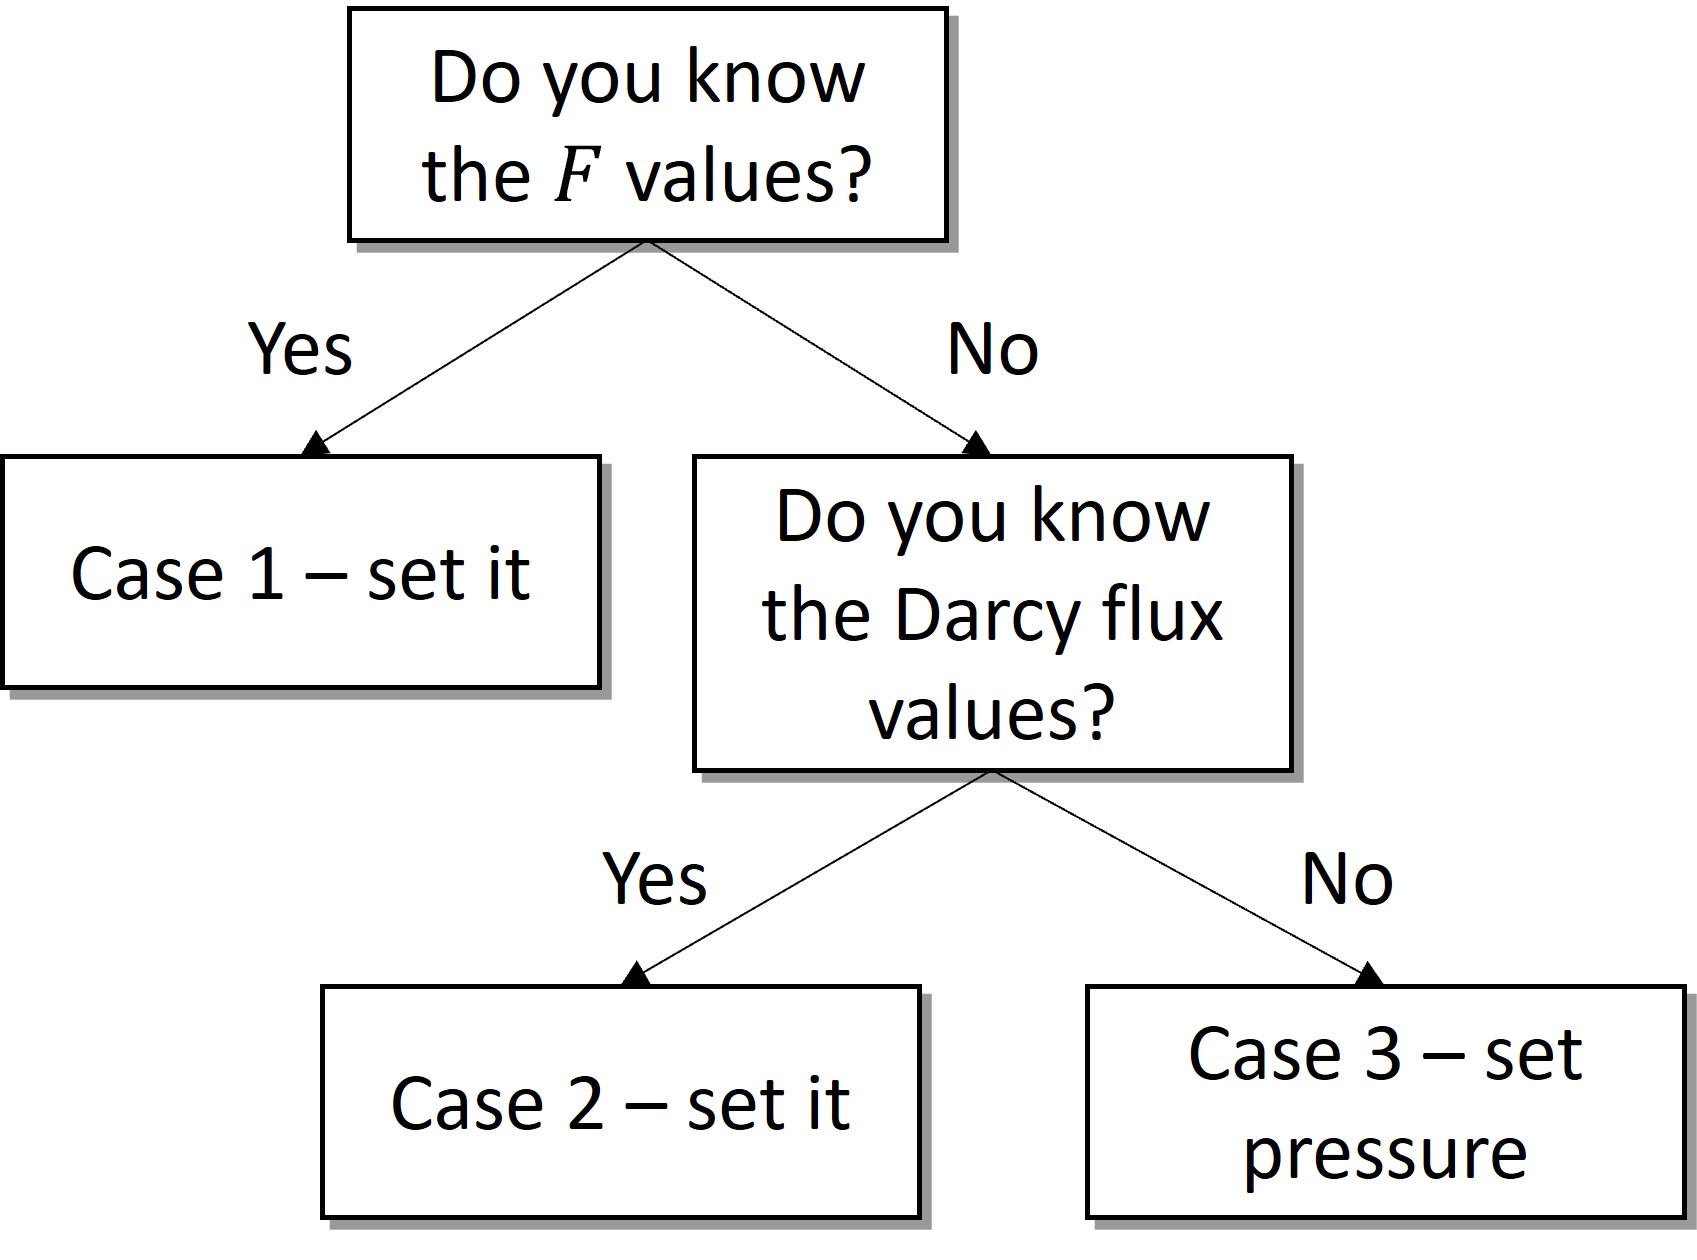 Do you know
the F values?
Yes
No
Case 1 – set it
Do you know
the Darcy flux
values?
Yes
No
Case 2 – set it
Case 3 – set
pressure